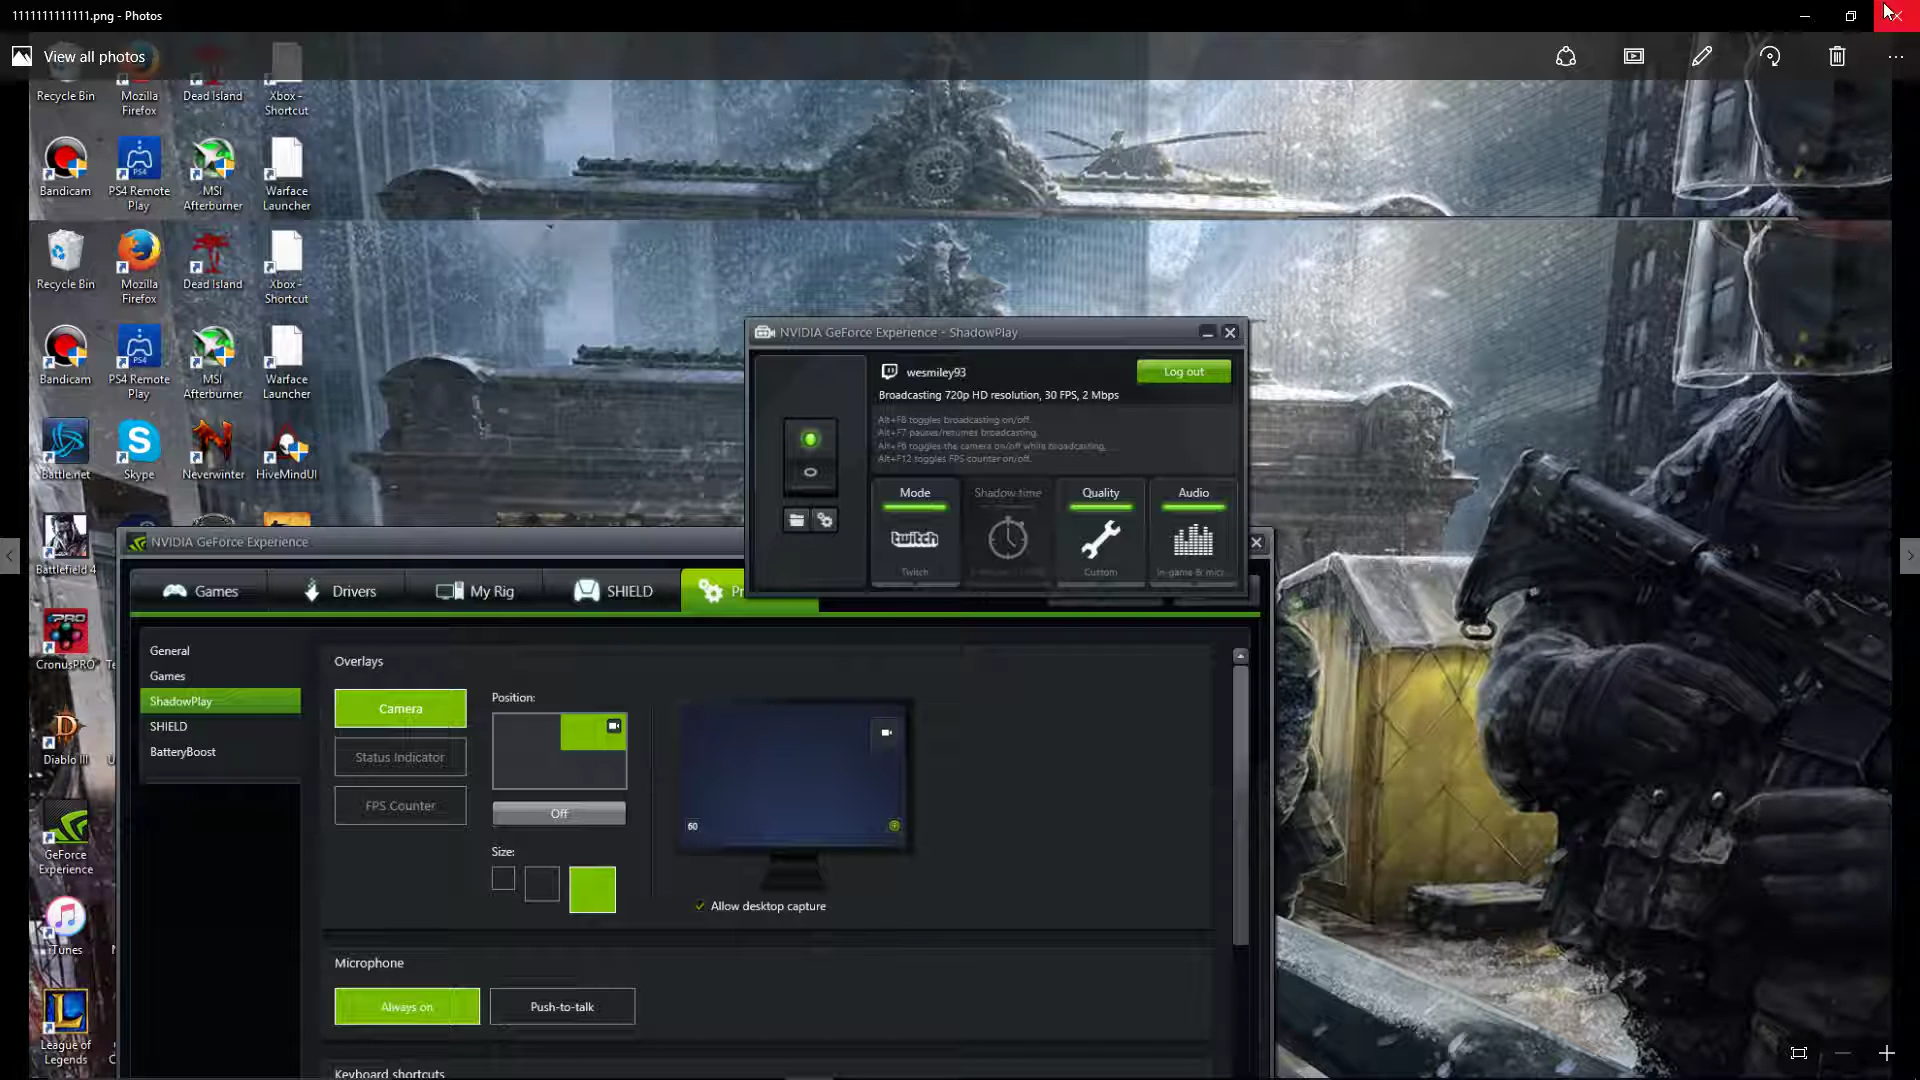 1111111111111.png - Photos
View all photos
Recycle Bin
Mozilla
Firefox
Dead Island
Xbox -
Shortcut
Bandicam
PS4 Remote
Play
MSI
Afterburner
Warface
Launcher
Recycle Bin
Mozilla
Firefox
Dead Island
Xbox -
Shortcut
Bandicam
PS4 Remote
Play
MSI
Afterburner
Warface
Launcher
Battle.net
Skype
Neverwinter
HiveMindUI
Battlefield 4
CronusPRO
Diablo III
GeForce
Experience
iTunes
League of
Legends
NVIDIA GeForce Experience - ShadowPlay
wesmiley93
Log out
Broadcasting 720p HD resolution, 30 FPS, 2 Mbps
Alt+F8 toggles broadcasting on/off.
Alt+F7 pauses/resumes broadcasting.
Alt+F6 toggles the camera on/off while broadcasting.
Alt+F12 toggles FPS counter on/off.
Mode
Shadow time
Quality
Audio
twitch
Twitch
Custom
In-game & micr...
NVIDIA GeForce Experience
Games
Drivers
My Rig
SHIELD
Pr
General
Games
ShadowPlay
SHIELD
BatteryBoost
Overlays
Camera
Status Indicator
FPS Counter
Position:
Off
Size:
60
Allow desktop capture
Microphone
Always on
Push-to-talk
Keyboard shortcuts